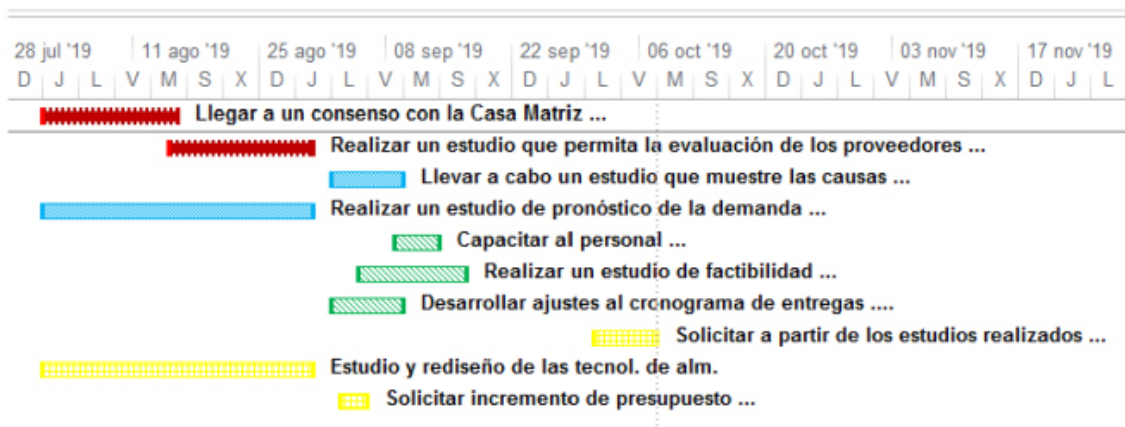 28 jul '19 11 ago '19 25 ago '19 08 sep '19 22 sep '19 06 oct '19 20 oct '19 03 nov '19 17 nov '19
D J L V M S X D J L V M S X D J L V M S X D J L V M S X D J L
Llegar a un consenso con la Casa Matriz ...
Realizar un estudio que permita la evaluación de los proveedores ...
Llevar a cabo un estudio que muestre las causas ...
Realizar un estudio de pronóstico de la demanda ...
Capacitar al personal ...
Realizar un estudio de factibilidad ...
Desarrollar ajustes al cronograma de entregas ....
Solicitar a partir de los estudios realizados ...
Estudio y rediseño de las tecnol. de alm.
Solicitar incremento de presupuesto ...